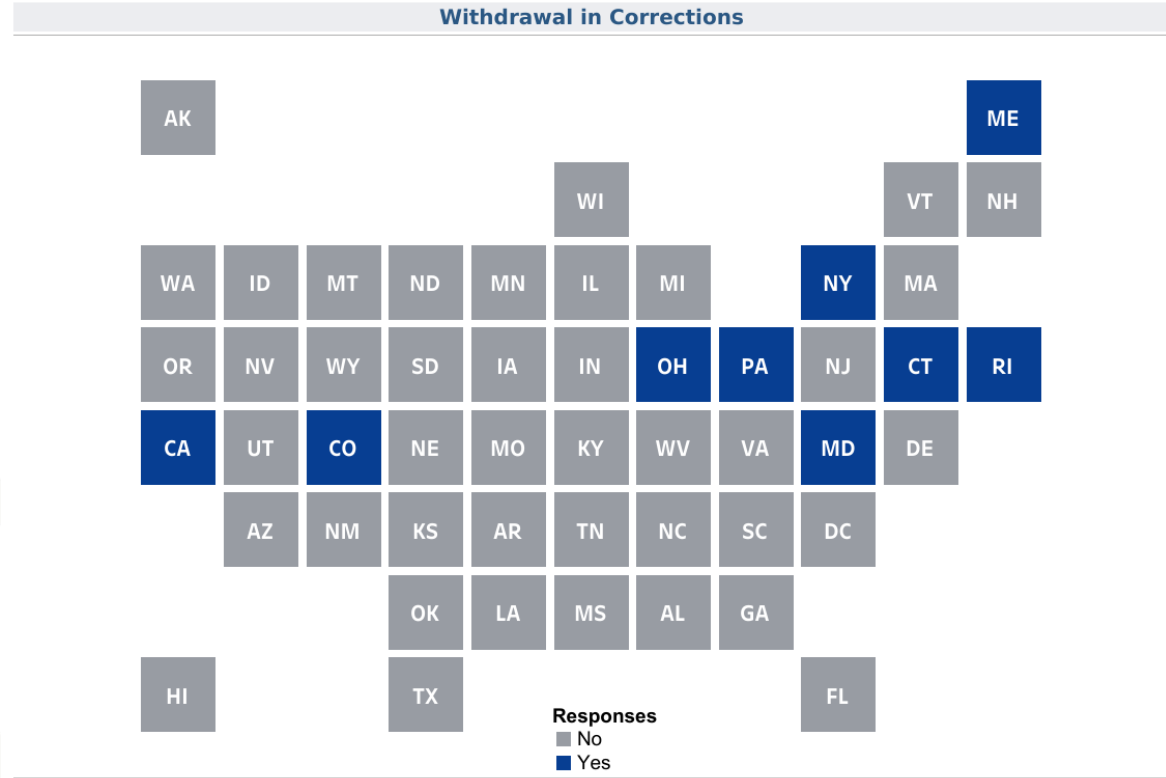 Withdrawal in Corrections
AK ME
WI VT NH
WA ID MT ND MN IL MI NY MA
OR NV WY SD IA IN OH PA NJ CT RI
CA UT CO NE MO KY WV VA MD DE
AZ NM KS AR TN NC SC DC
OK LA MS AL GA
HI TX FL
Responses
No
Yes